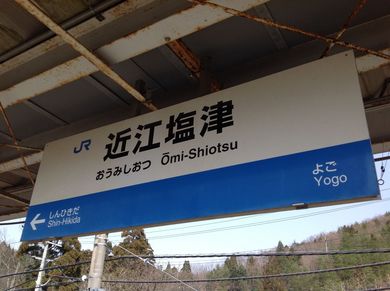 JR 近江塩津
おうみしおつ Ōmi-Shiotsu
しんひきだ
Shin-Hikida
よご
Yogo